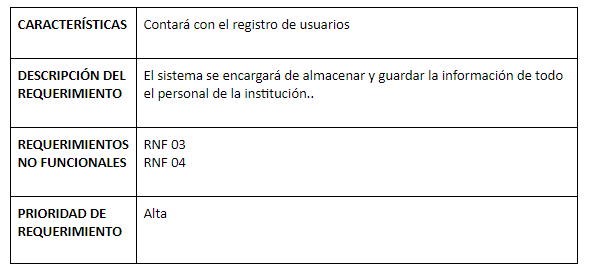 CARACTERÍSTICAS Contará con el registro de usuarios
DESCRIPCIÓN DEL El sistema se encargará de almacenar y guardar la información de todo
REQUERIMIENTO el personal de la institución..
REQUERIMIENTOS RNF 03
NO FUNCIONALES RNF 04
PRIORIDAD DE Alta
REQUERIMIENTO